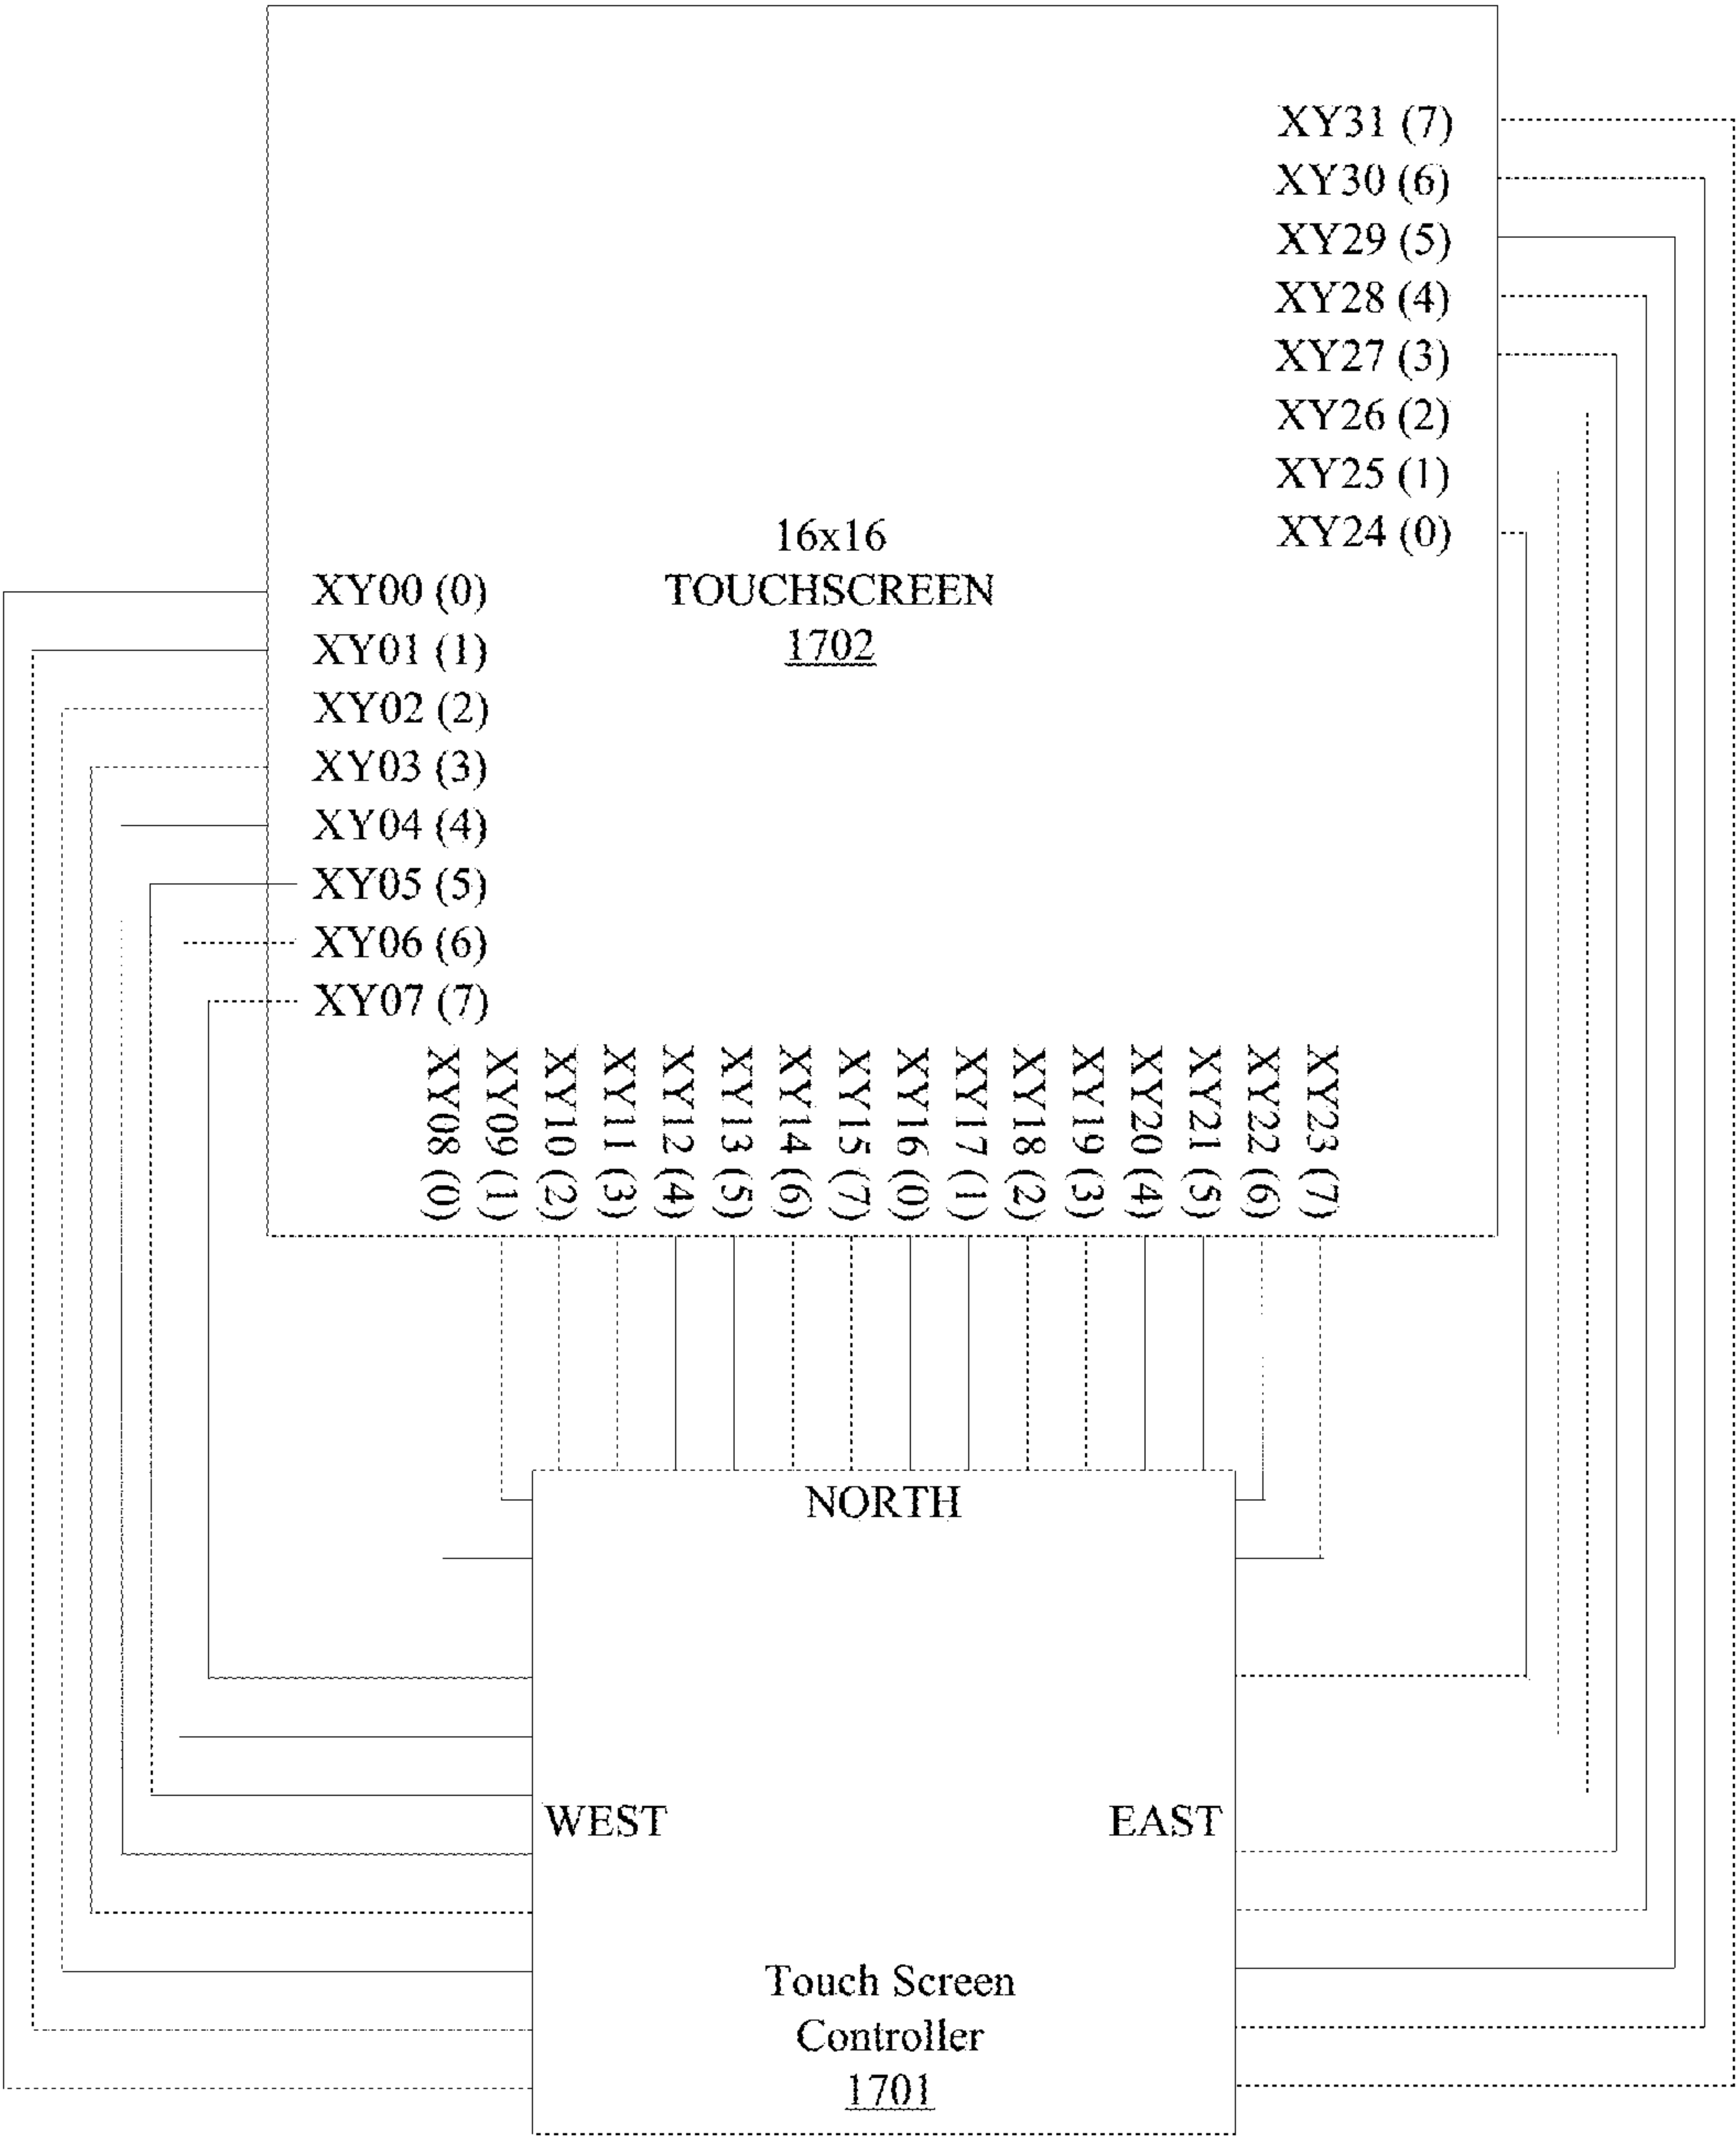 XY31 (7)
XY30 (6)
XY29 (5)
XY28 (4)
XY27 (3)
XY26 (2)
XY25 (1)
XY24 (0)
16x16
TOUCHSCREEN
1702
XY00 (0)
XY01 (1)
XY02 (2)
XY03 (3)
XY04 (4)
XY05 (5)
XY06 (6)
XY07 (7)
XY08 (0)
XY09 (1)
XY10 (2)
XY11 (3)
XY12 (4)
XY13 (5)
XY14 (6)
XY15 (7)
XY16 (0)
XY17 (1)
XY18 (2)
XY19 (3)
XY20 (4)
XY21 (5)
XY22 (6)
XY23 (7)
NORTH
WEST
EAST
Touch Screen
Controller
1701